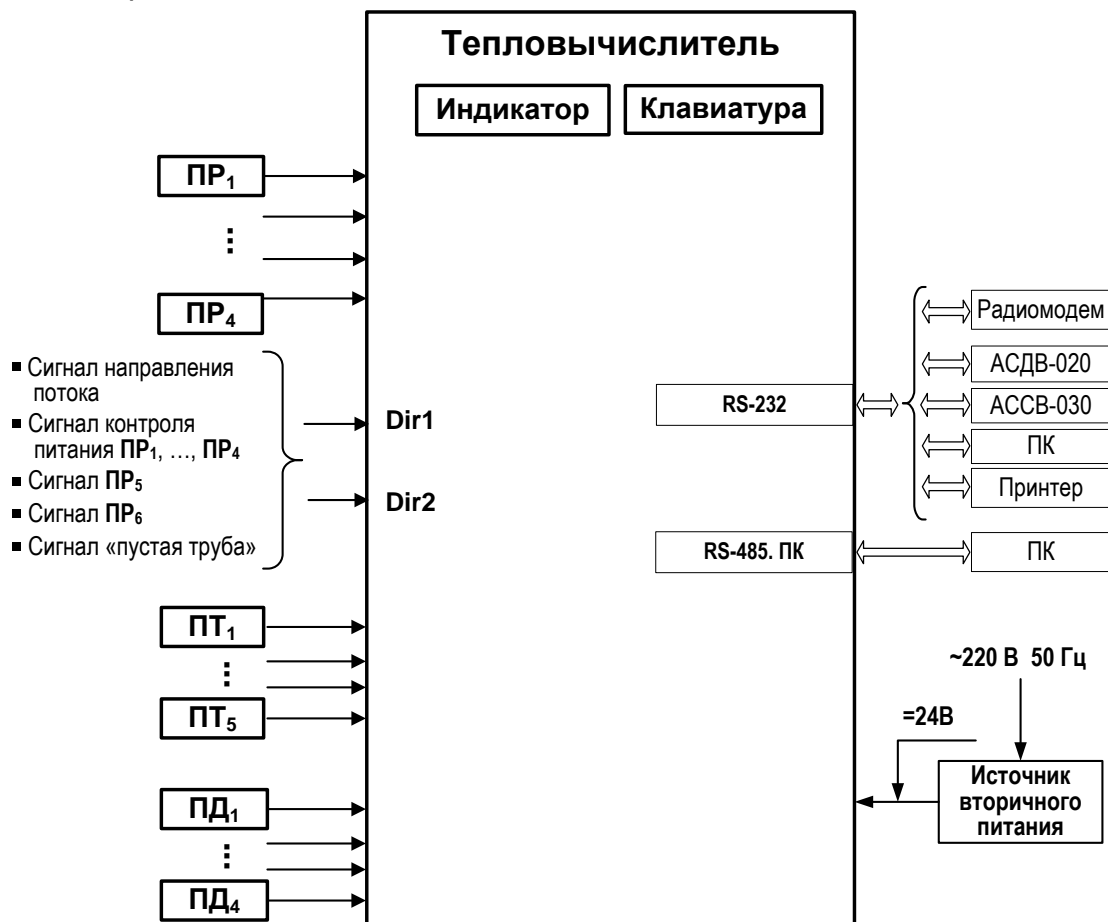 Тепловычислитель
Индикатор
Клавиатура
ПР₁
⋮
ПР₄
▪ Сигнал направления
потока
▪ Сигнал контроля
питания ПР₁, …, ПР₄
▪ Сигнал ПР₅
▪ Сигнал ПР₆
▪ Сигнал «пустая труба»
Dir1
Dir2
ПТ₁
⋮
ПТ₅
ПД₁
⋮
ПД₄
RS-232
RS-485. ПК
Радиомодем
АСДВ-020
АССВ-030
ПК
Принтер
ПК
~220 В 50 Гц
=24В
Источник
вторичного
питания